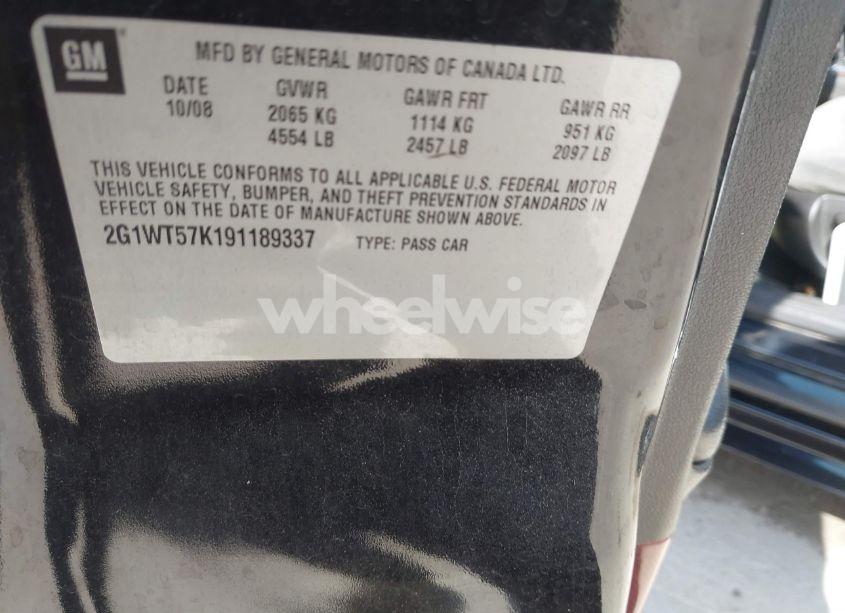 GM
MFD BY GENERAL MOTORS OF CANADA LTD.
DATE GVWR GAWR FRT GAWR RR
10/08 2065 KG 1114 KG 951 KG
4554 LB 2457 LB 2097 LB
THIS VEHICLE CONFORMS TO ALL APPLICABLE U.S. FEDERAL MOTOR
VEHICLE SAFETY, BUMPER, AND THEFT PREVENTION STANDARDS IN
EFFECT ON THE DATE OF MANUFACTURE SHOWN ABOVE.
2G1WT57K191189337 TYPE: PASS CAR
wheelwise